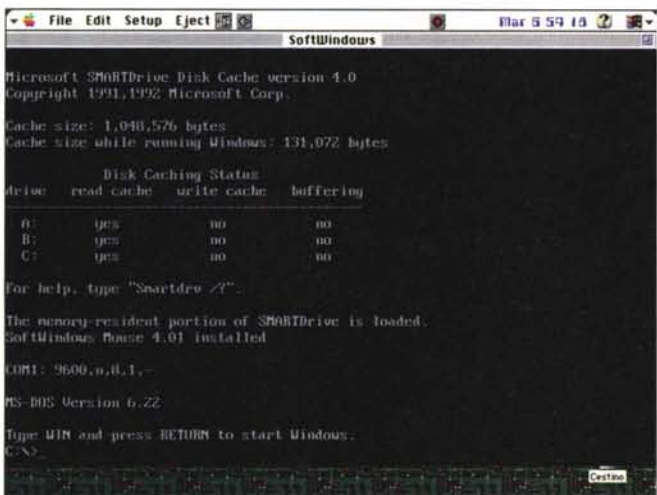 File Edit Setup Eject
SoftWindows
Microsoft SMARTDrive Disk Cache version 4.0
Copyright 1991,1992 Microsoft Corp.
Cache size: 1,048,576 bytes
Cache size while running Windows: 131,072 bytes
Disk Caching Status
drive read cache write cache buffering
A: yes no no
B: yes no no
C: yes no no
For help, type "Smartdrv /?".
The memory-resident portion of SMARTDrive is loaded.
SoftWindows Mouse 4.01 installed
COM1: 9600,n,8,1,-
MS-DOS Version 6.22
Type WIN and press RETURN to start Windows.
C:\>_
Cestino